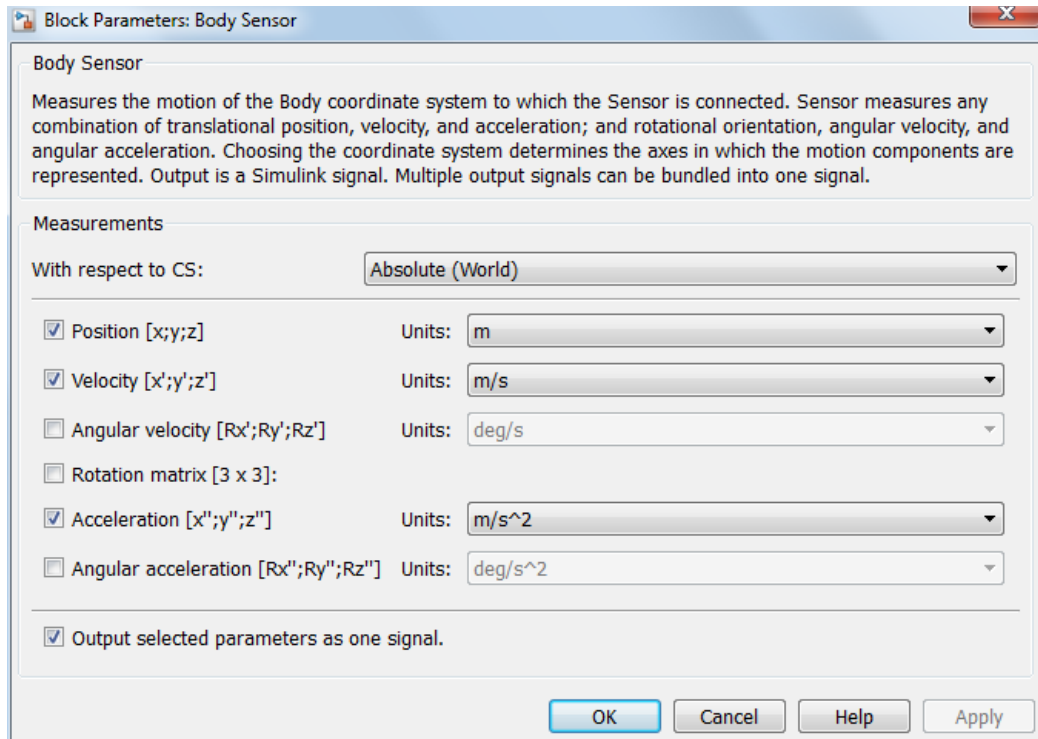 Block Parameters: Body Sensor
Body Sensor
Measures the motion of the Body coordinate system to which the Sensor is connected. Sensor measures any
combination of translational position, velocity, and acceleration; and rotational orientation, angular velocity, and
angular acceleration. Choosing the coordinate system determines the axes in which the motion components are
represented. Output is a Simulink signal. Multiple output signals can be bundled into one signal.
Measurements
With respect to CS: Absolute (World)
Position [x;y;z] Units: m
Velocity [x';y';z'] Units: m/s
Angular velocity [Rx';Ry';Rz'] Units: deg/s
Rotation matrix [3 x 3]:
Acceleration [x";y";z"] Units: m/s^2
Angular acceleration [Rx";Ry";Rz"] Units: deg/s^2
Output selected parameters as one signal.
OK Cancel Help Apply